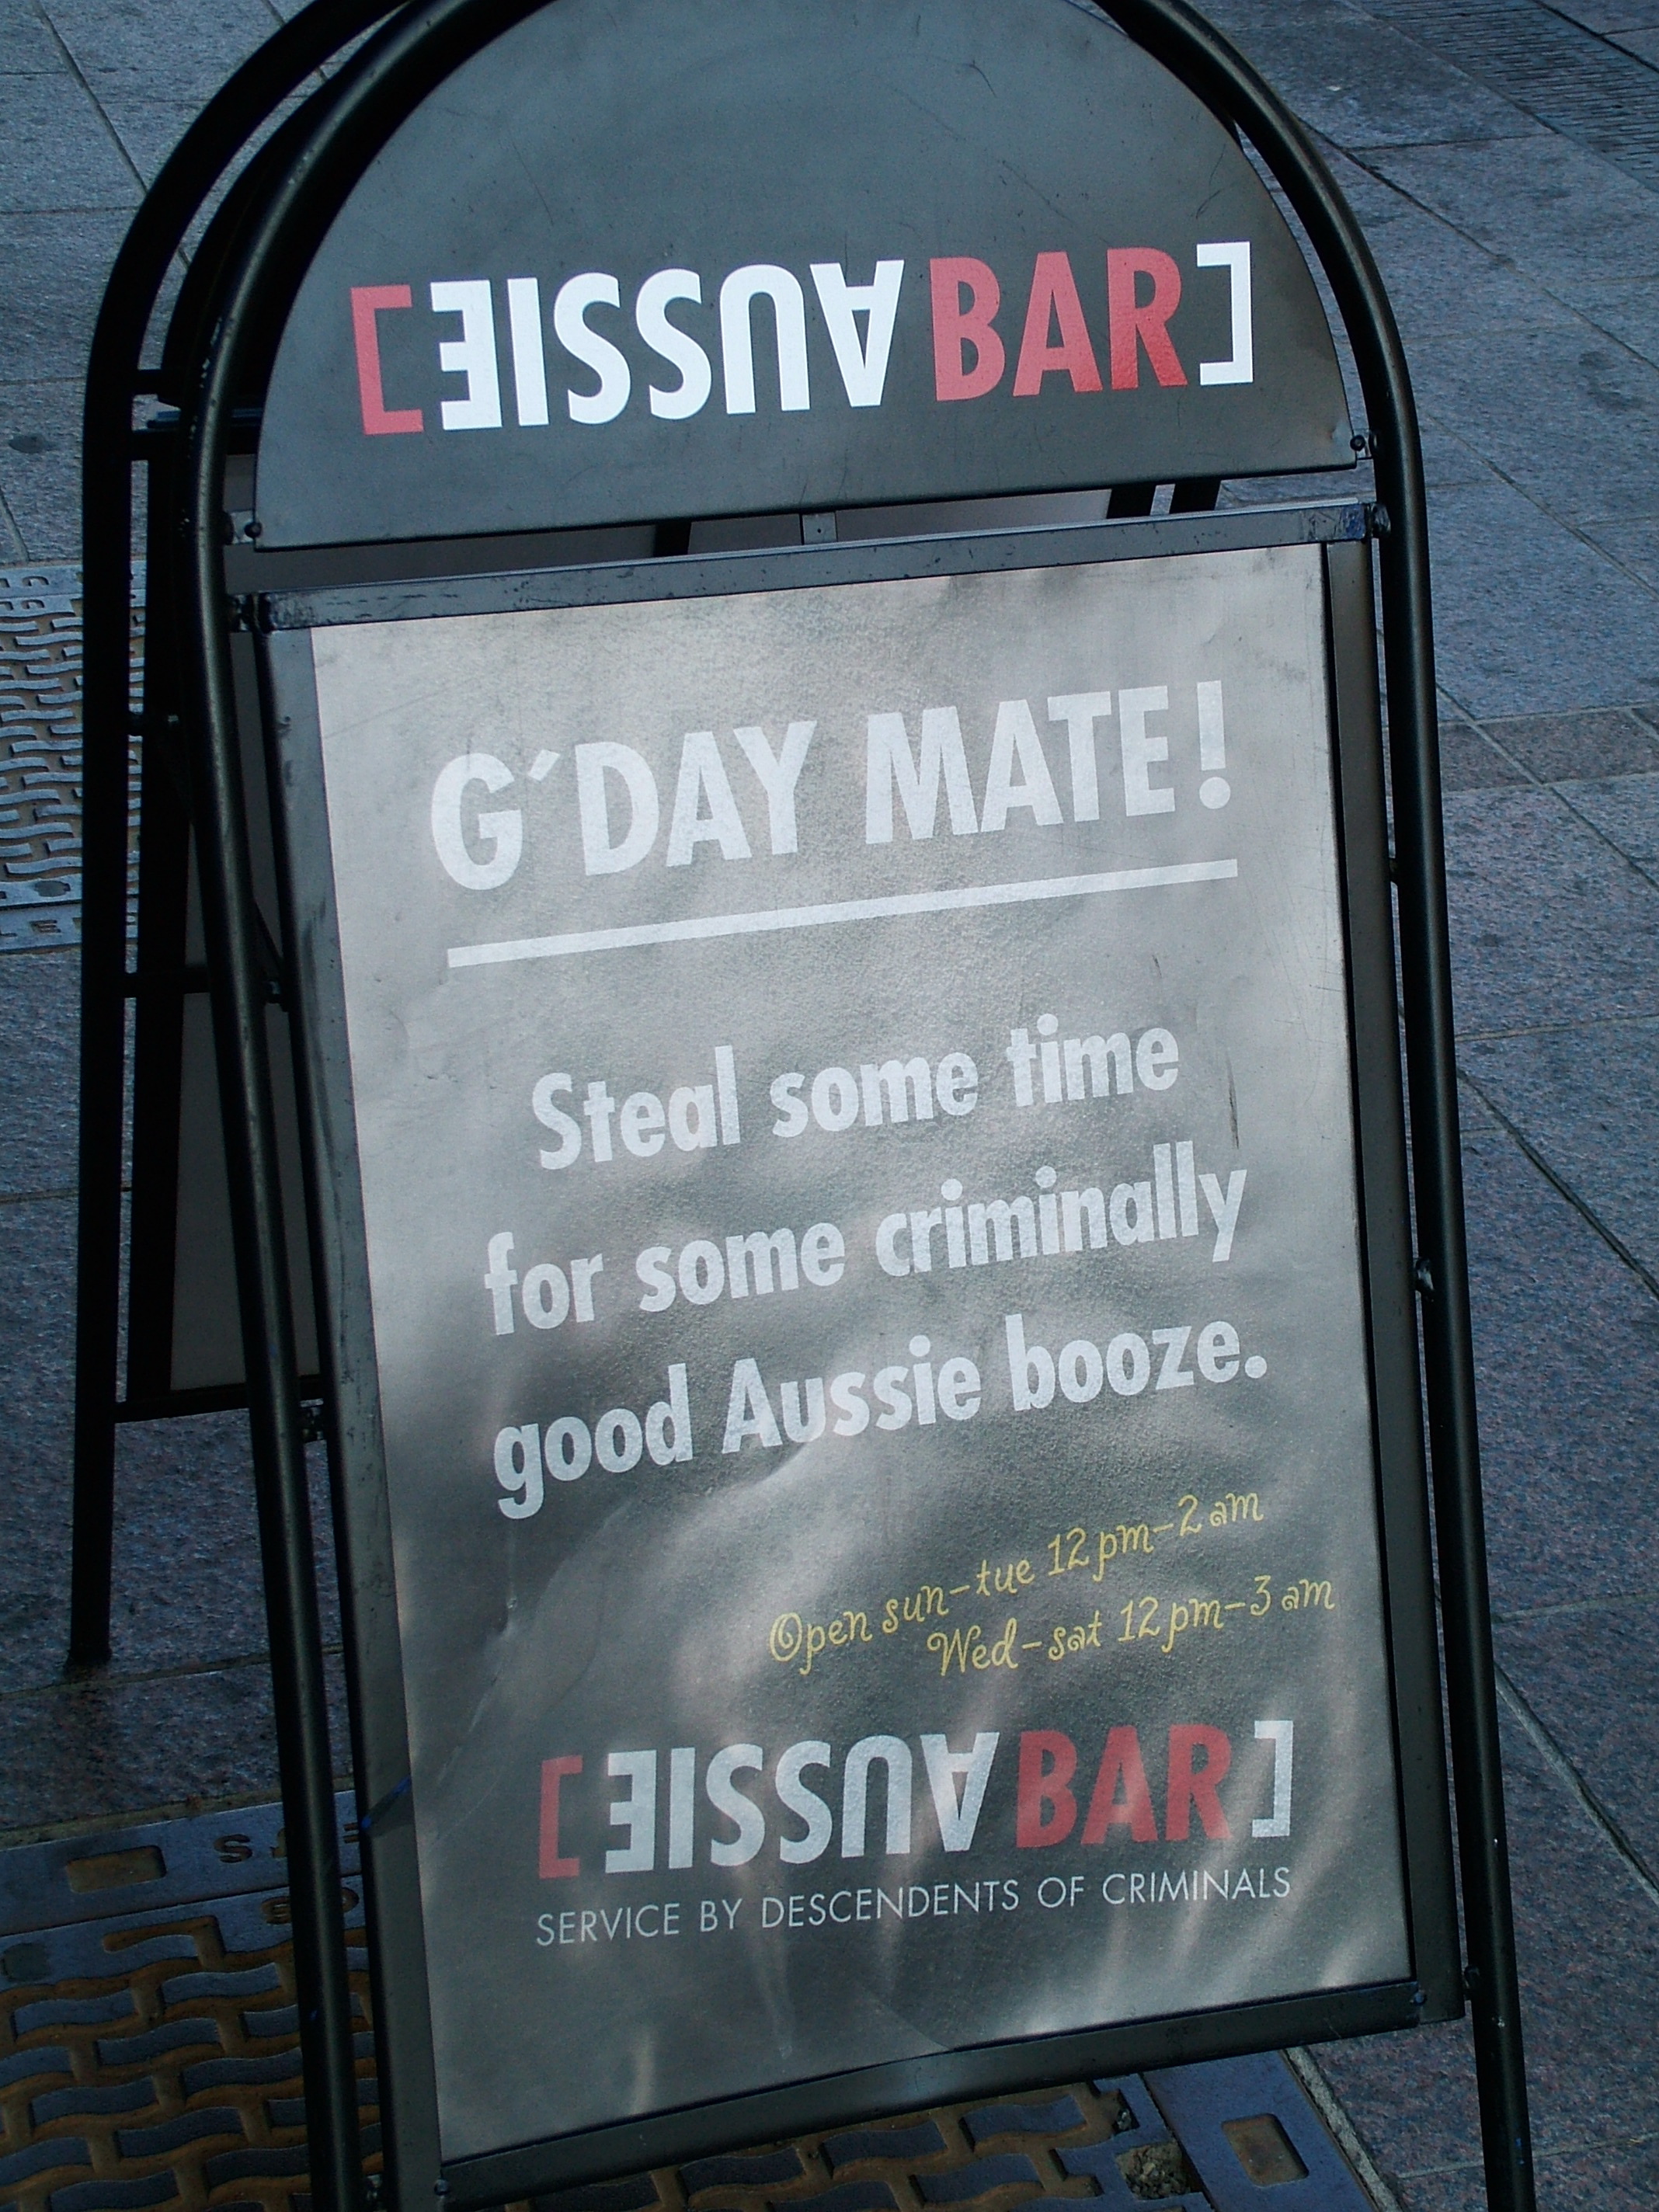 [AUSSIE BAR]
G'DAY MATE!
Steal some time
for some criminally
good Aussie booze.
Open sun-tue 12pm-2am
Wed-sat 12pm-3am
[AUSSIE BAR]
SERVICE BY DESCENDENTS OF CRIMINALS